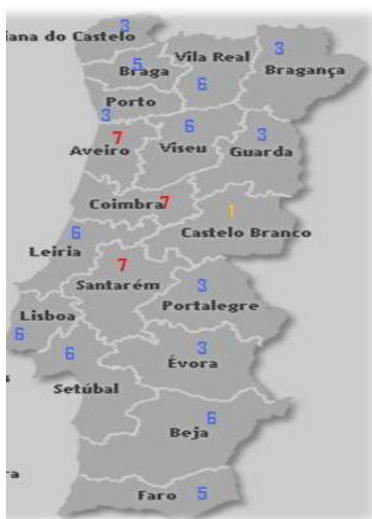 3
iana do Castelo
Vila Real
3
Bragança
5
Braga
6
Porto
3
7
Aveiro
6
Viseu
3
Guarda
Coimbra
7
1
Castelo Branco
6
Leiria
7
Santarém
3
Portalegre
Lisboa
6
6
Setúbal
3
Évora
6
Beja
ra
Faro
5